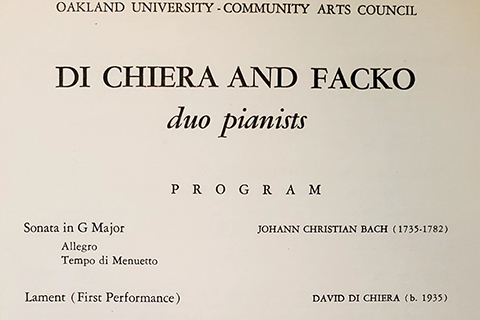 OAKLAND UNIVERSITY - COMMUNITY ARTS COUNCIL
DI CHIERA AND FACKO
duo pianists
PROGRAM
Sonata in G Major JOHANN CHRISTIAN BACH (1735-1782)
Allegro
Tempo di Menuetto
Lament (First Performance) DAVID DI CHIERA (b. 1935)